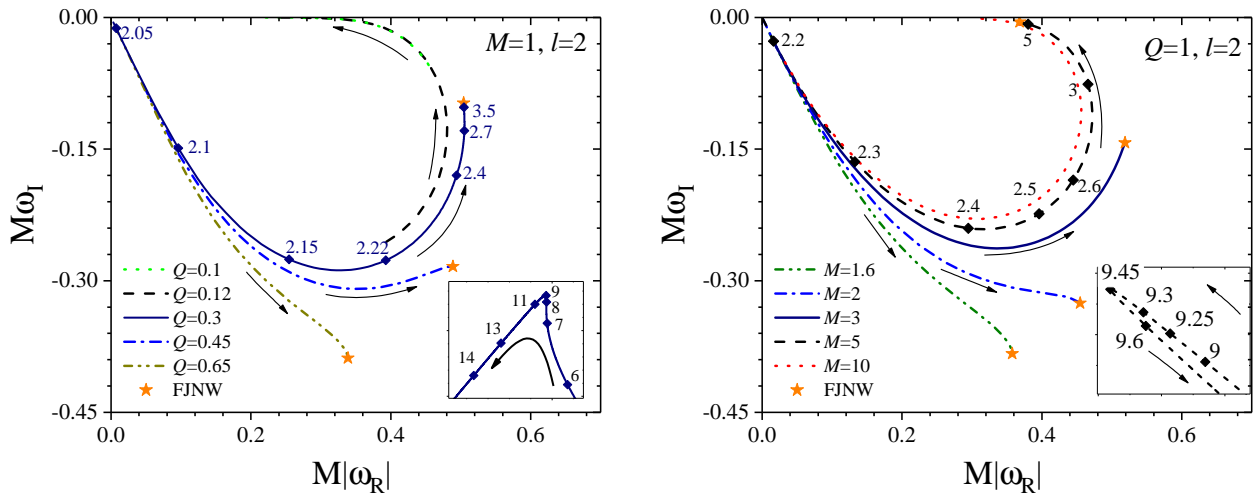 M=1, l=2
0.00
-0.15
-0.30
-0.45
MωI
2.05
2.1
2.15
2.22
2.4
2.7
3.5
Q=0.1
Q=0.12
Q=0.3
Q=0.45
Q=0.65
FJNW
9
11
8
13
7
14
6
0.0 0.2 0.4 0.6
M|ωR|
Q=1, l=2
0.00
-0.15
-0.30
-0.45
MωI
2.2
5
3
2.3
2.6
2.5
2.4
M=1.6
M=2
M=3
M=5
M=10
FJNW
9.45
9.3
9.25
9.6
9
0.0 0.2 0.4 0.6
M|ωR|